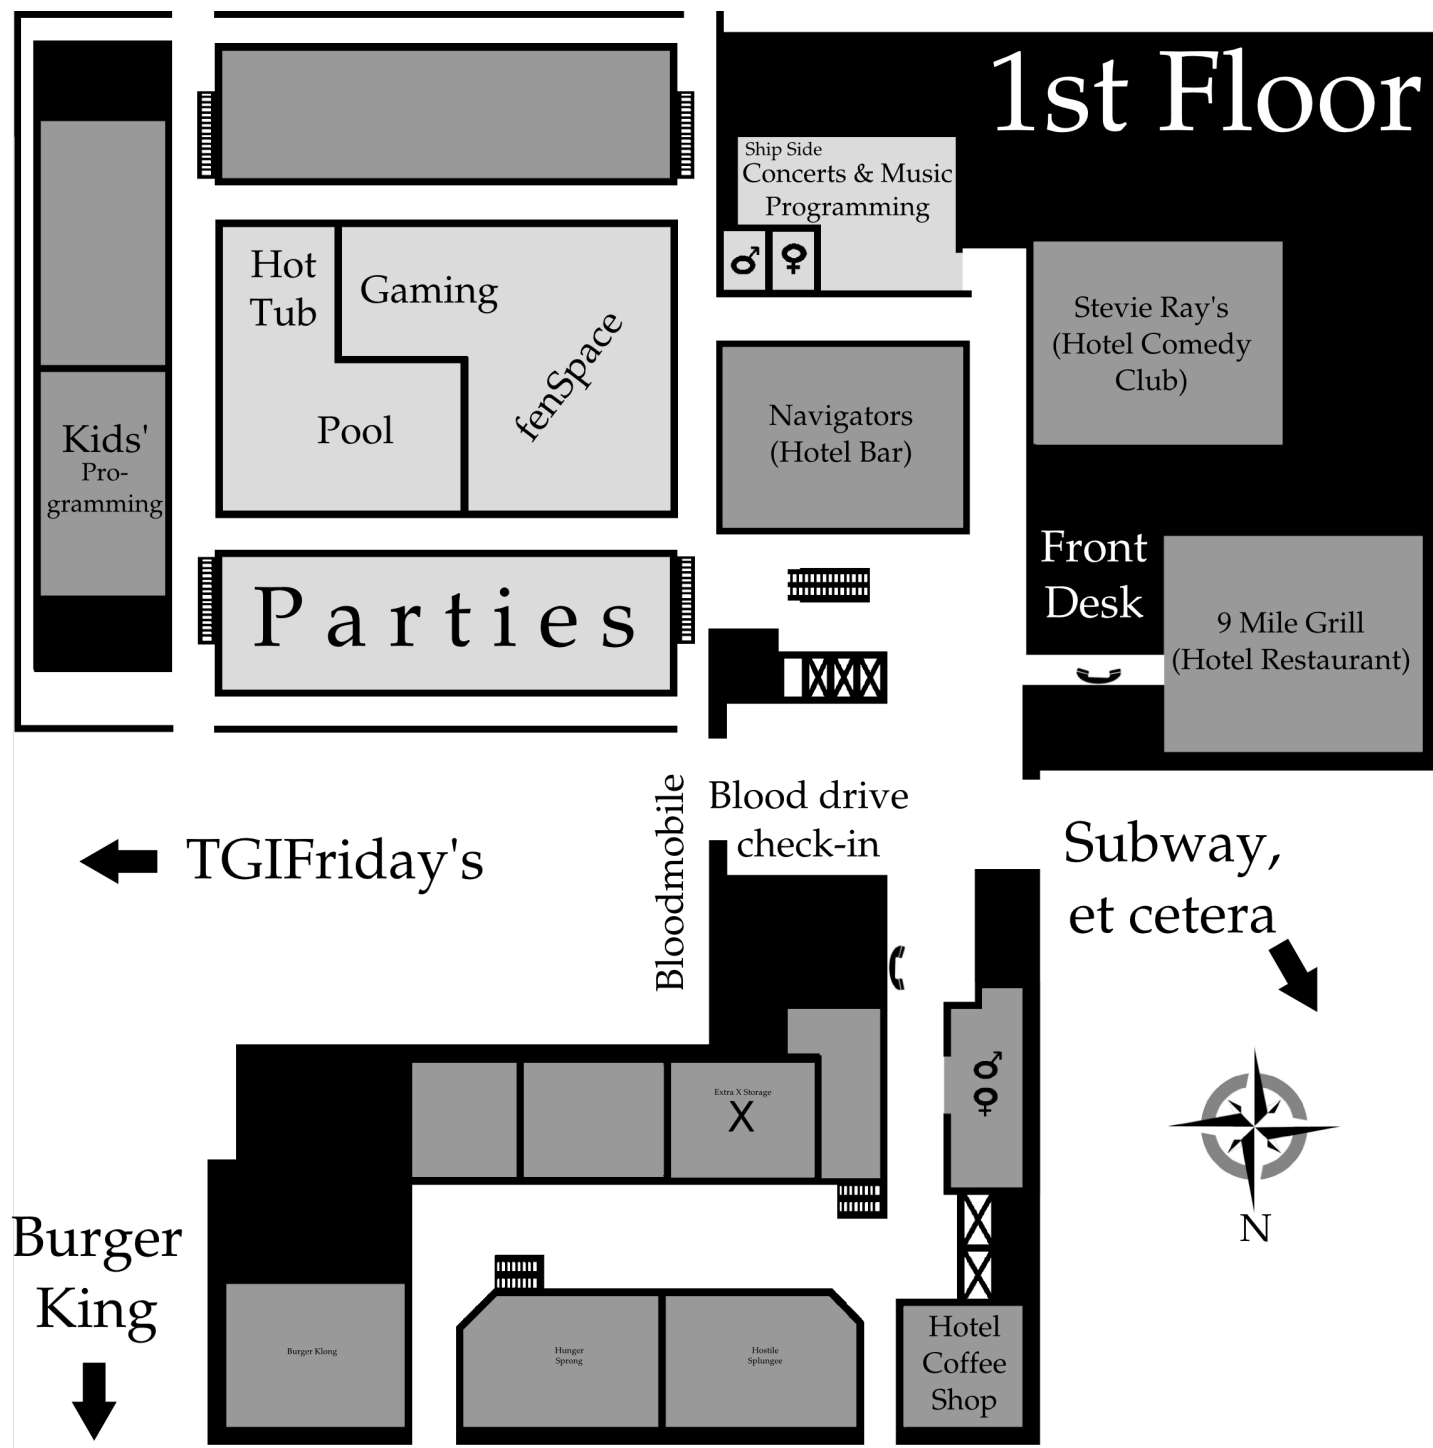 1st Floor
Ship Side
Concerts & Music
Programming
Hot
Tub
Gaming
fenSpace
Pool
Kids'
Pro-
gramming
Stevie Ray's
(Hotel Comedy
Club)
Navigators
(Hotel Bar)
Front
Desk
9 Mile Grill
(Hotel Restaurant)
Parties
Bloodmobile
Blood drive
check-in
TGIFriday's
Subway,
et cetera
Extra X Storage
X
N
Burger
King
Burger Klong
Hunger
Sprong
Hostile
Splungee
Hotel
Coffee
Shop